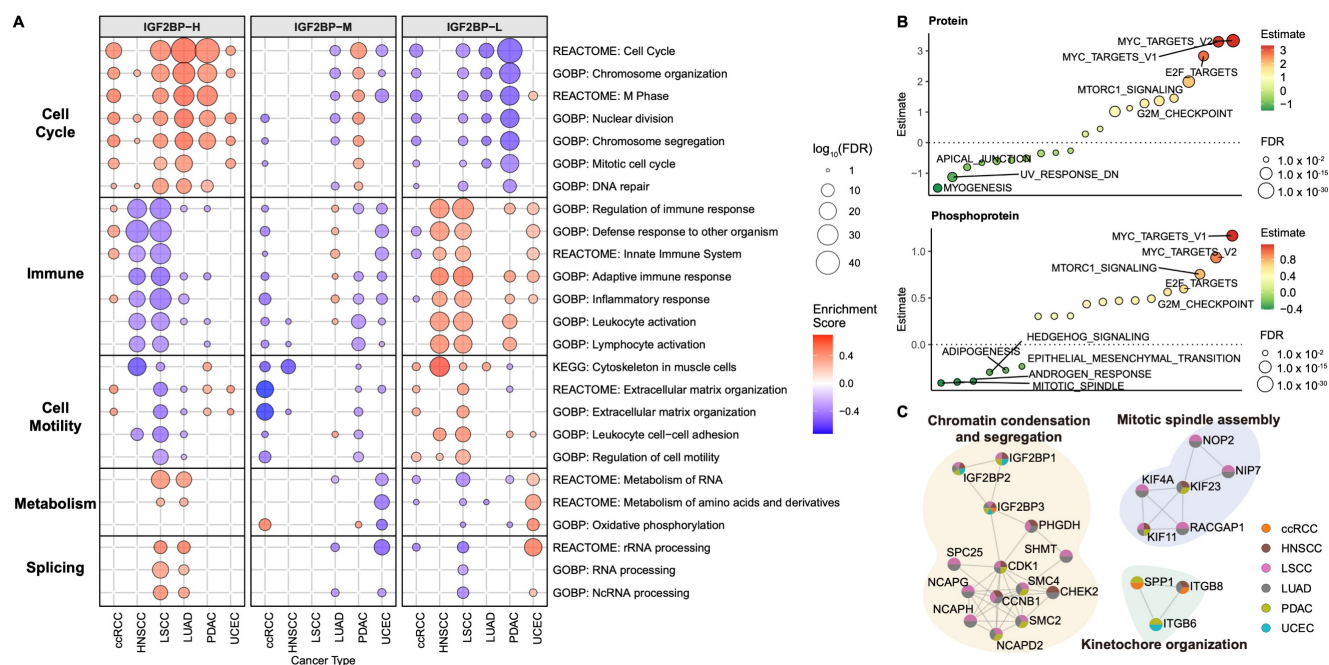 A
IGF2BP−H
IGF2BP−M
IGF2BP−L
Cell
Cycle
REACTOME: Cell Cycle
GOBP: Chromosome organization
REACTOME: M Phase
GOBP: Nuclear division
GOBP: Chromosome segregation
GOBP: Mitotic cell cycle
GOBP: DNA repair
Immune
GOBP: Regulation of immune response
GOBP: Defense response to other organism
REACTOME: Innate Immune System
GOBP: Adaptive immune response
GOBP: Inflammatory response
GOBP: Leukocyte activation
GOBP: Lymphocyte activation
Cell
Motility
KEGG: Cytoskeleton in muscle cells
REACTOME: Extracellular matrix organization
GOBP: Extracellular matrix organization
GOBP: Leukocyte cell−cell adhesion
GOBP: Regulation of cell motility
Metabolism
REACTOME: Metabolism of RNA
REACTOME: Metabolism of amino acids and derivatives
GOBP: Oxidative phosphorylation
Splicing
REACTOME: rRNA processing
GOBP: RNA processing
GOBP: NcRNA processing
ccRCC
HNSCC
LSCC
LUAD
PDAC
UCEC
ccRCC
HNSCC
LSCC
LUAD
PDAC
UCEC
ccRCC
HNSCC
LSCC
LUAD
PDAC
UCEC
Cancer Type
log10(FDR)
1
10
20
30
40
Enrichment
Score
0.4
0.0
−0.4
B
Protein
Estimate
3
2
1
0
−1
MYC_TARGETS_V2
MYC_TARGETS_V1
E2F_TARGETS
MTORC1_SIGNALING
G2M_CHECKPOINT
APICAL_JUNCTION
UV_RESPONSE_DN
MYOGENESIS
Estimate
3
2
1
0
−1
FDR
1.0 x 10-2
1.0 x 10-15
1.0 x 10-30
Phosphoprotein
Estimate
1.0
0.5
0.0
MYC_TARGETS_V1
MYC_TARGETS_V2
MTORC1_SIGNALING
E2F_TARGETS
G2M_CHECKPOINT
HEDGEHOG_SIGNALING
ADIPOGENESIS
EPITHELIAL_MESENCHYMAL_TRANSITION
ANDROGEN_RESPONSE
MITOTIC_SPINDLE
Estimate
0.8
0.4
0.0
−0.4
FDR
1.0 x 10-2
1.0 x 10-15
1.0 x 10-30
C
Chromatin condensation
and segregation
IGF2BP1
IGF2BP2
IGF2BP3
PHGDH
SHMT
SPC25
CDK1
NCAPG
SMC4
CHEK2
CCNB1
NCAPH
SMC2
NCAPD2
Mitotic spindle assembly
NOP2
NIP7
KIF4A
KIF23
RACGAP1
KIF11
SPP1
ITGB8
ITGB6
Kinetochore organization
ccRCC
HNSCC
LSCC
LUAD
PDAC
UCEC